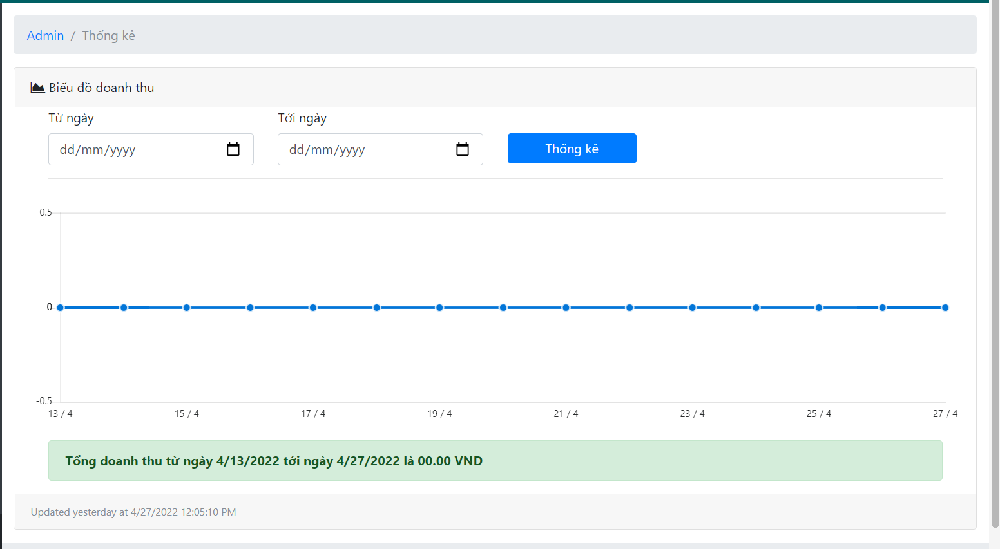 Admin / Thống kê
Biểu đồ doanh thu
Từ ngày Tới ngày
dd/mm/yyyy dd/mm/yyyy Thống kê
0.5
0
-0.5
13 / 4 15 / 4 17 / 4 19 / 4 21 / 4 23 / 4 25 / 4 27 / 4
Tổng doanh thu từ ngày 4/13/2022 tới ngày 4/27/2022 là 00.00 VND
Updated yesterday at 4/27/2022 12:05:10 PM